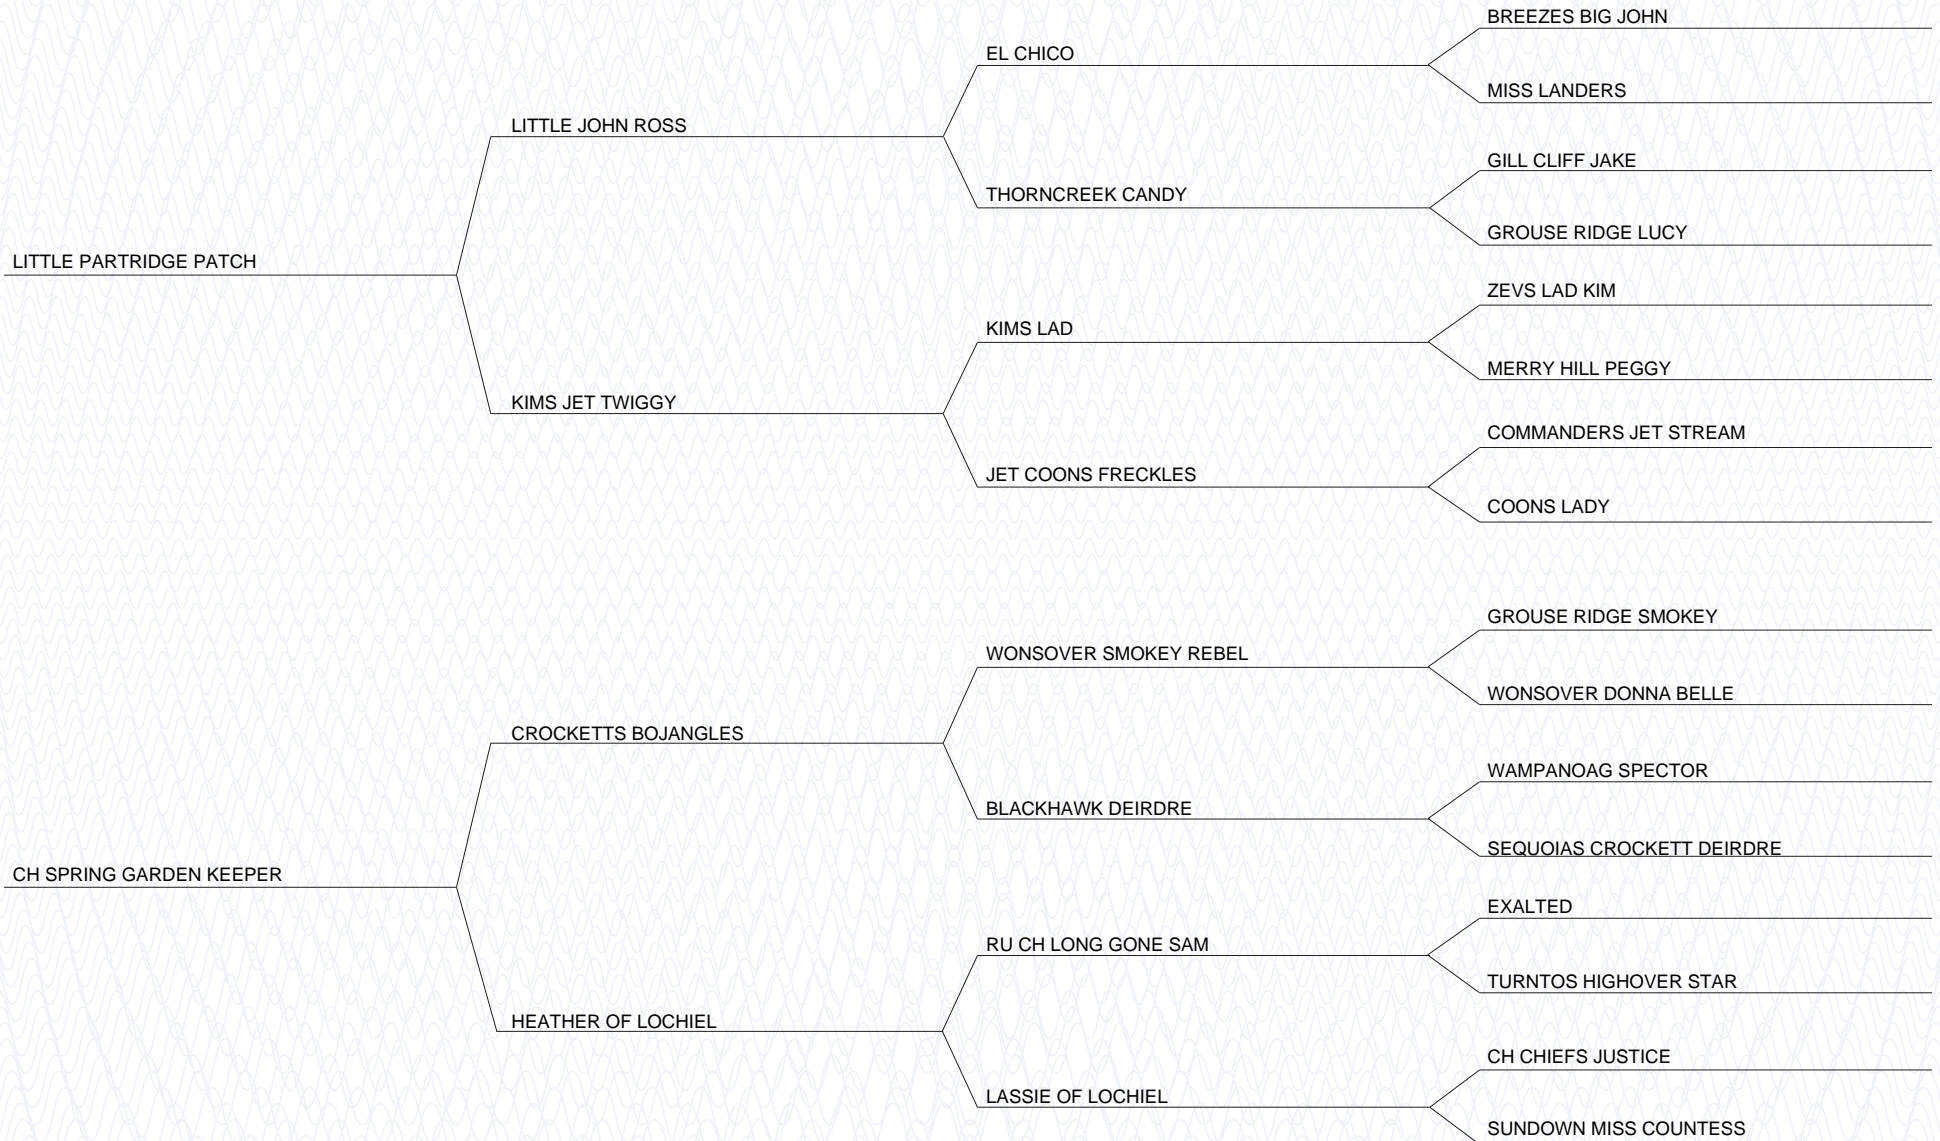 BREEZES BIG JOHN
EL CHICO
MISS LANDERS
LITTLE JOHN ROSS
GILL CLIFF JAKE
THORNCREEK CANDY
GROUSE RIDGE LUCY
LITTLE PARTRIDGE PATCH
ZEVS LAD KIM
KIMS LAD
MERRY HILL PEGGY
KIMS JET TWIGGY
COMMANDERS JET STREAM
JET COONS FRECKLES
COONS LADY
GROUSE RIDGE SMOKEY
WONSOVER SMOKEY REBEL
WONSOVER DONNA BELLE
CROCKETTS BOJANGLES
WAMPANOAG SPECTOR
BLACKHAWK DEIRDRE
SEQUOIAS CROCKETT DEIRDRE
CH SPRING GARDEN KEEPER
EXALTED
RU CH LONG GONE SAM
TURNTOS HIGHOVER STAR
HEATHER OF LOCHIEL
CH CHIEFS JUSTICE
LASSIE OF LOCHIEL
SUNDOWN MISS COUNTESS